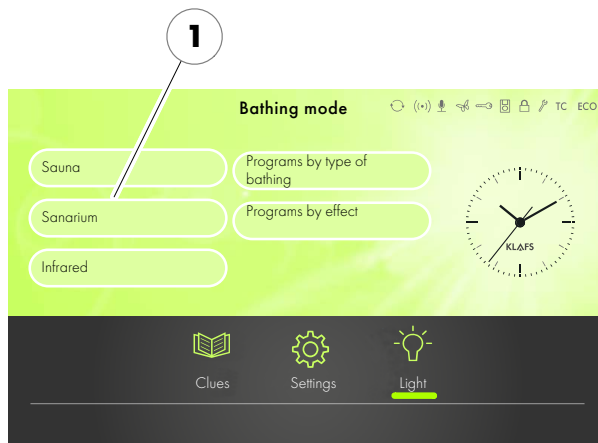 1
Bathing mode
TC ECO
Sauna
Programs by type of
bathing
Sanarium
Programs by effect
Infrared
KLAFS
Clues Settings Light